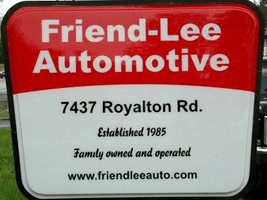 Friend-Lee
Automotive
7437 Royalton Rd.
Established 1985
Family owned and operated
www.friendleeauto.com